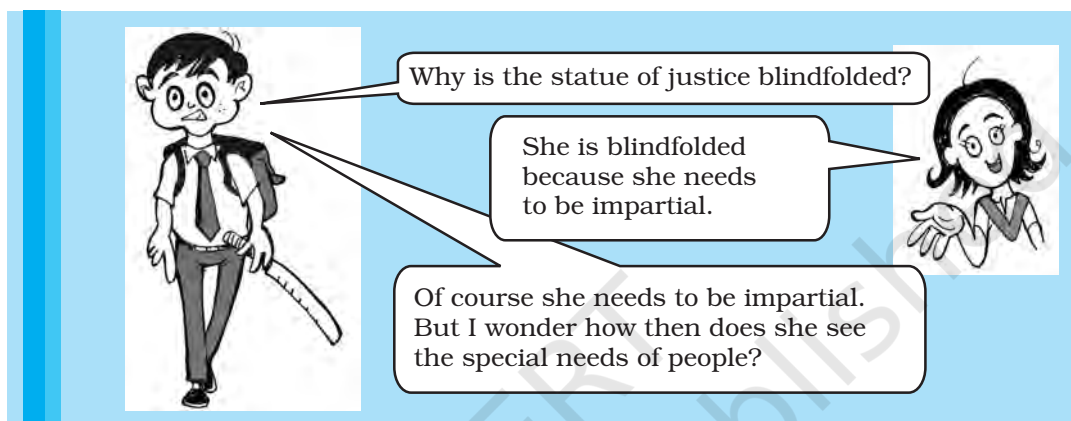 Why is the statue of justice blindfolded?
She is blindfolded
because she needs
to be impartial.
Of course she needs to be impartial.
But I wonder how then does she see
the special needs of people?